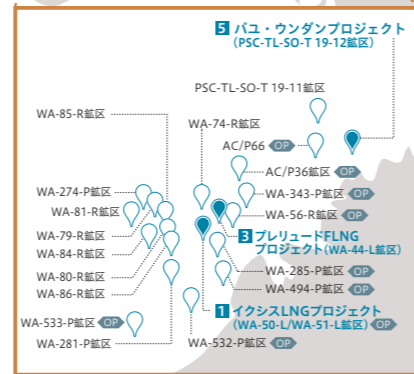 5 バユ・ウンダンプロジェクト
(PSC-TL-SO-T 19-12鉱区)
PSC-TL-SO-T 19-11鉱区
WA-85-R鉱区
WA-74-R鉱区
AC/P66 OP
AC/P36鉱区 OP
WA-274-P鉱区
WA-343-P鉱区 OP
WA-81-R鉱区
WA-56-R鉱区 OP
WA-79-R鉱区
3 プレリュードFLNG
プロジェクト(WA-44-L鉱区)
WA-84-R鉱区
WA-285-P鉱区 OP
WA-80-R鉱区
WA-494-P鉱区 OP
WA-86-R鉱区
1 イクシスLNGプロジェクト
(WA-50-L/WA-51-L鉱区) OP
WA-533-P鉱区 OP
WA-281-P鉱区
WA-532-P鉱区 OP